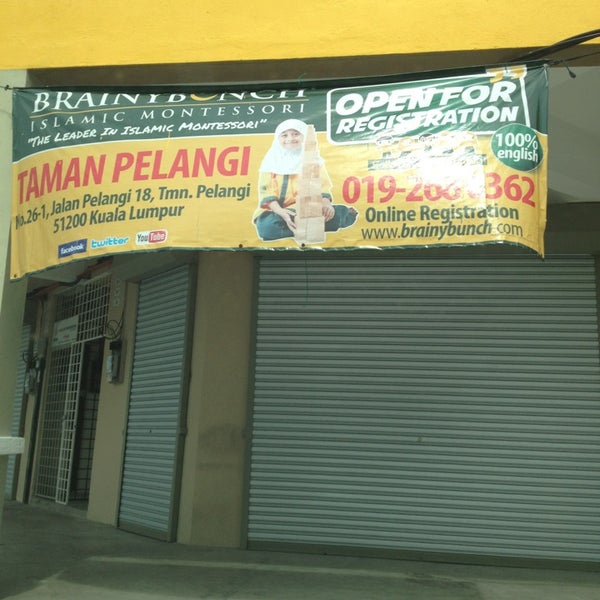 BRAINYBUNCH
ISLAMIC MONTESSORI
"THE LEADER IN ISLAMIC MONTESSORI"
TAMAN PELANGI
No.26-1, Jalan Pelangi 18, Tmn. Pelangi
51200 Kuala Lumpur
facebook twitter YouTube
OPEN FOR
REGISTRATION
100%
english
Online Registration
www.brainybunch.com